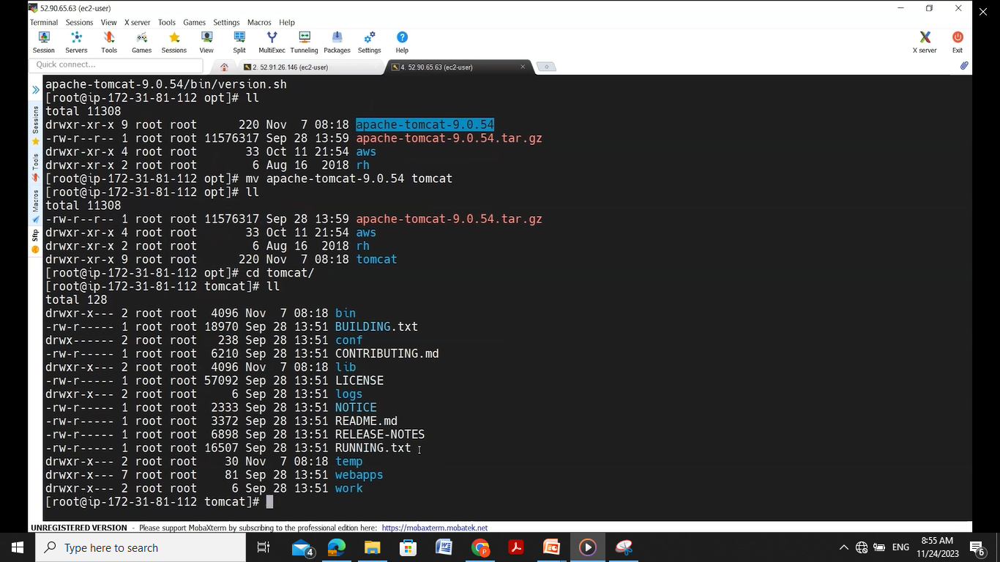 52.90.65.63 (ec2-user)
Terminal Sessions View X server Tools Games Settings Macros Help
Session Servers Tools Games Sessions View Split MultiExec Tunneling Packages Settings Help X server Exit
Quick connect...
2. 52.91.26.146 (ec2-user)
4. 52.90.65.63 (ec2-user)
Sessions
Tools
Macros
Sftp
apache-tomcat-9.0.54/bin/version.sh
[root@ip-172-31-81-112 opt]# ll
total 11308
drwxr-xr-x 9 root root      220 Nov  7 08:18 apache-tomcat-9.0.54
-rw-r--r-- 1 root root 11576317 Sep 28 13:59 apache-tomcat-9.0.54.tar.gz
drwxr-xr-x 4 root root       33 Oct 11 21:54 aws
drwxr-xr-x 2 root root        6 Aug 16  2018 rh
[root@ip-172-31-81-112 opt]# mv apache-tomcat-9.0.54 tomcat
[root@ip-172-31-81-112 opt]# ll
total 11308
-rw-r--r-- 1 root root 11576317 Sep 28 13:59 apache-tomcat-9.0.54.tar.gz
drwxr-xr-x 4 root root       33 Oct 11 21:54 aws
drwxr-xr-x 2 root root        6 Aug 16  2018 rh
drwxr-xr-x 9 root root      220 Nov  7 08:18 tomcat
[root@ip-172-31-81-112 opt]# cd tomcat/
[root@ip-172-31-81-112 tomcat]# ll
total 128
drwxr-x--- 2 root root  4096 Nov  7 08:18 bin
-rw-r----- 1 root root 18970 Sep 28 13:51 BUILDING.txt
drwx------ 2 root root   238 Sep 28 13:51 conf
-rw-r----- 1 root root  6210 Sep 28 13:51 CONTRIBUTING.md
drwxr-x--- 2 root root  4096 Nov  7 08:18 lib
-rw-r----- 1 root root 57092 Sep 28 13:51 LICENSE
drwxr-x--- 2 root root     6 Sep 28 13:51 logs
-rw-r----- 1 root root  2333 Sep 28 13:51 NOTICE
-rw-r----- 1 root root  3372 Sep 28 13:51 README.md
-rw-r----- 1 root root  6898 Sep 28 13:51 RELEASE-NOTES
-rw-r----- 1 root root 16507 Sep 28 13:51 RUNNING.txt
drwxr-x--- 2 root root    30 Nov  7 08:18 temp
drwxr-x--- 7 root root    81 Sep 28 13:51 webapps
drwxr-x--- 2 root root     6 Sep 28 13:51 work
[root@ip-172-31-81-112 tomcat]#
UNREGISTERED VERSION - Please support MobaXterm by subscribing to the professional edition here: https://mobaxterm.mobatek.net
Type here to search
4
ENG
8:55 AM
11/24/2023
6